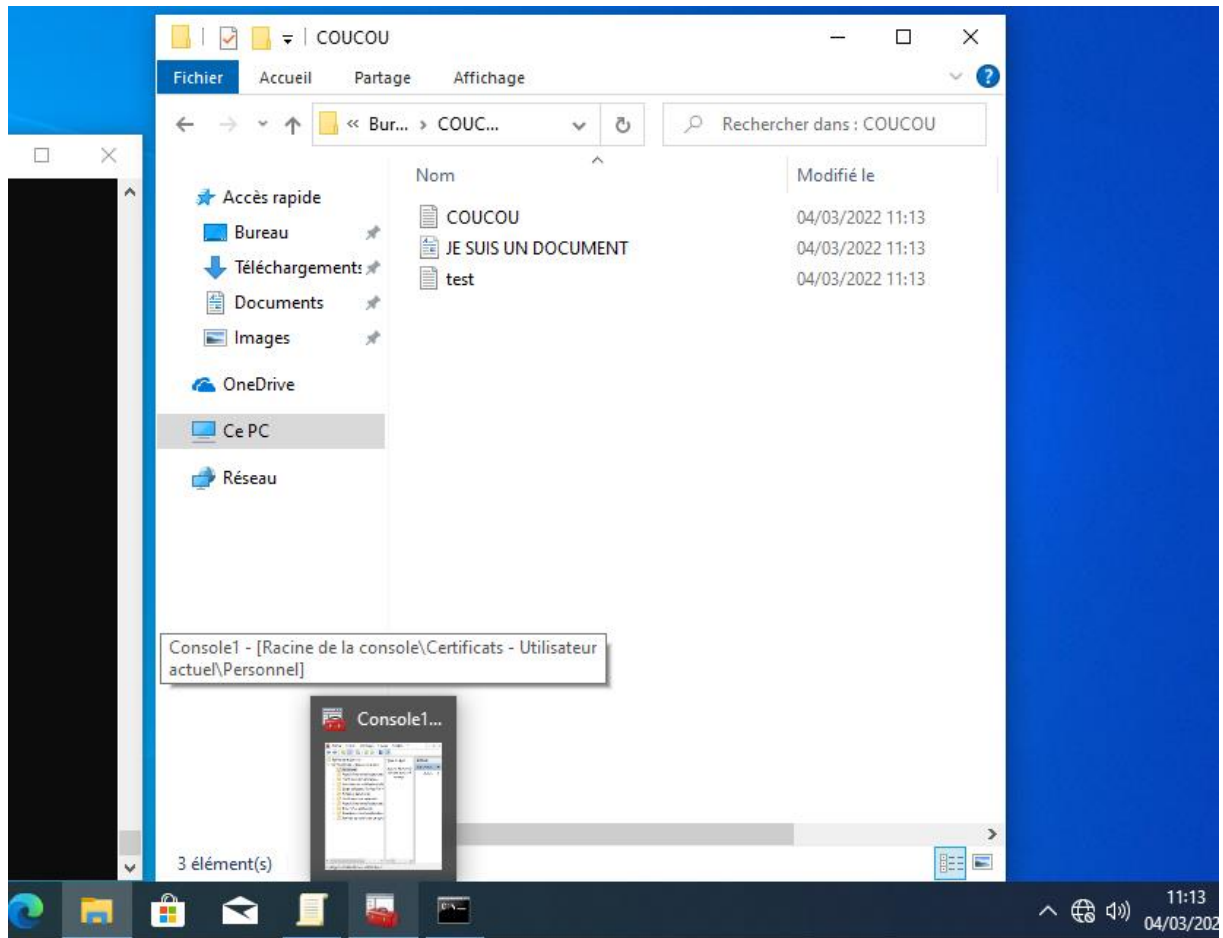 COUCOU
Fichier Accueil Partage Affichage
« Bur... › COUC... Rechercher dans : COUCOU
Nom Modifié le
Accès rapide
Bureau
Téléchargements
Documents
Images
OneDrive
Ce PC
Réseau
COUCOU 04/03/2022 11:13
JE SUIS UN DOCUMENT 04/03/2022 11:13
test 04/03/2022 11:13
Console1 - [Racine de la console\Certificats - Utilisateur
actuel\Personnel]
Console1...
3 élément(s)
11:13
04/03/202